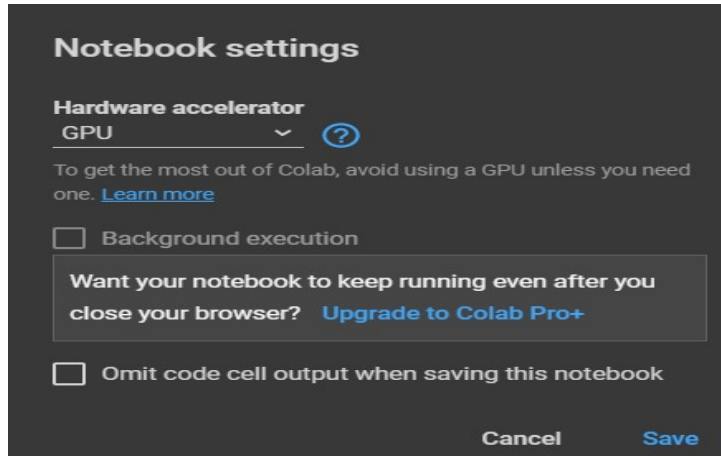 Notebook settings
Hardware accelerator
GPU
?
To get the most out of Colab, avoid using a GPU unless you need
one. Learn more
Background execution
Want your notebook to keep running even after you
close your browser? Upgrade to Colab Pro+
Omit code cell output when saving this notebook
Cancel Save